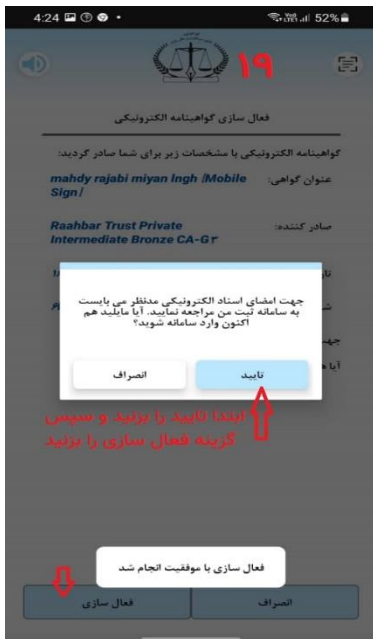 4:24 52%
۱۹
فعال سازی گواهینامه الکترونیکی
گواهینامه الکترونیکی با مشخصات زیر برای شما صادر گردید:
عنوان گواهی: mahdy rajabi miyan lngh /Mobile
Sign/
صادر کننده: Raahbar Trust Private
Intermediate Bronze CA-G۳
جهت امضای اسناد الکترونیکی مدنظر می بایست
به سامانه ثبت من مراجعه نمایید. آیا مایلید هم
اکنون وارد سامانه شوید؟
تایید انصراف
ابتدا تایید را بزنید و سپس
گزینه فعال سازی را بزنید
فعال سازی با موفقیت انجام شد
انصراف فعال سازی